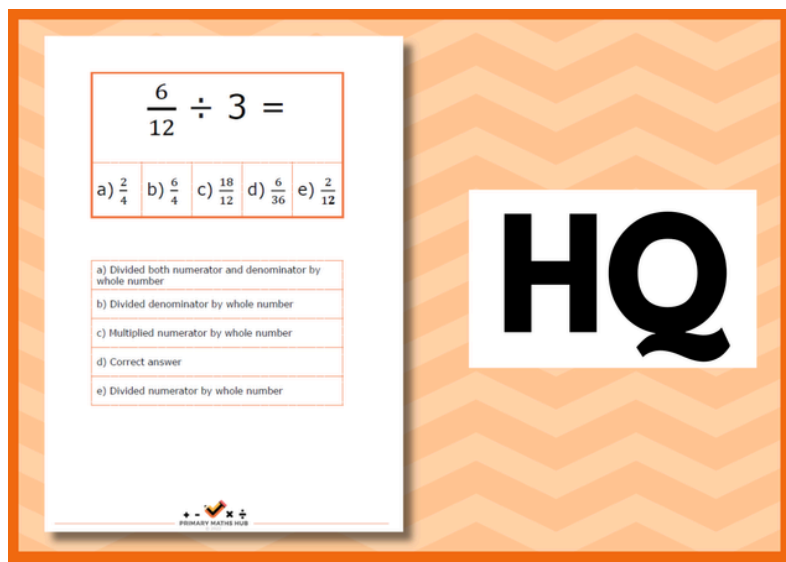 6/12 ÷ 3 =
a) 2/4 b) 6/4 c) 18/12 d) 6/36 e) 2/12
a) Divided both numerator and denominator by
whole number
b) Divided denominator by whole number
c) Multiplied numerator by whole number
d) Correct answer
e) Divided numerator by whole number
+ - × ÷
PRIMARY MATHS HUB
HQ